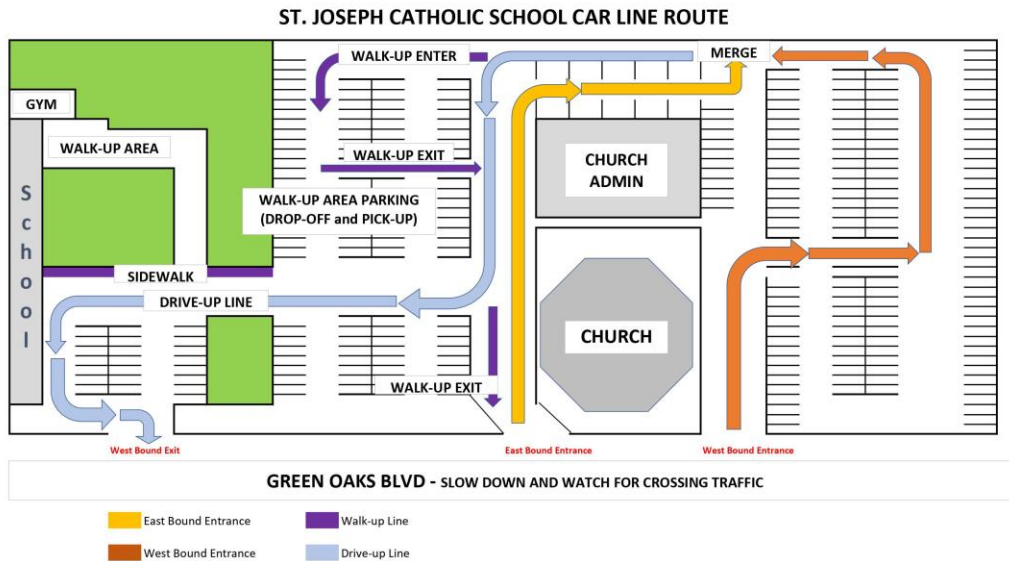 ST. JOSEPH CATHOLIC SCHOOL CAR LINE ROUTE
WALK-UP ENTER
MERGE
GYM
WALK-UP AREA
WALK-UP EXIT
CHURCH
ADMIN
School
WALK-UP AREA PARKING
(DROP-OFF and PICK-UP)
SIDEWALK
DRIVE-UP LINE
CHURCH
WALK-UP EXIT
West Bound Exit
East Bound Entrance
West Bound Entrance
GREEN OAKS BLVD - SLOW DOWN AND WATCH FOR CROSSING TRAFFIC
East Bound Entrance
Walk-up Line
West Bound Entrance
Drive-up Line